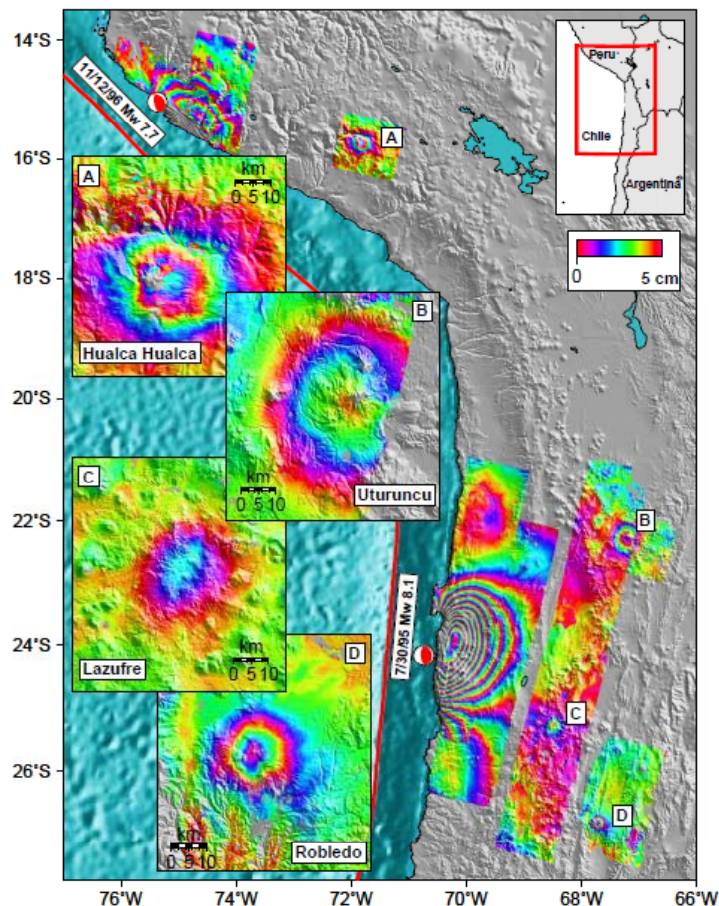 14°S
16°S
18°S
20°S
22°S
24°S
26°S
76°W
74°W
72°W
70°W
68°W
66°W
11/12/96 Mw 7.7
A
Peru
Chile
Argentina
0
5 cm
A
km
0 5 10
Hualca Hualca
B
km
0 5 10
Uturuncu
C
km
0 5 10
Lazufre
D
km
0 5 10
Robledo
7/30/95 Mw 8.1
B
C
D